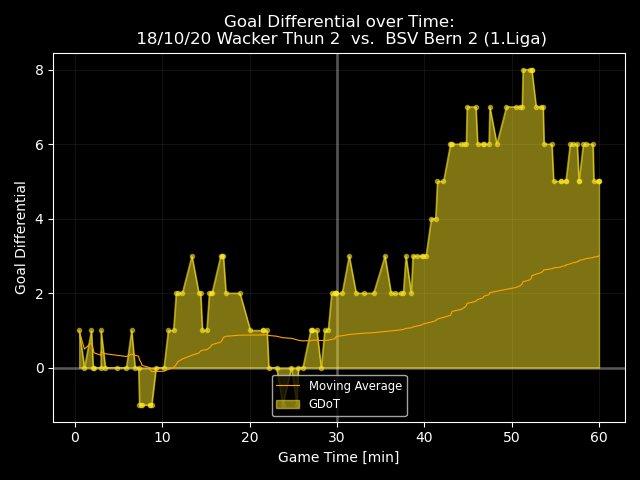 Goal Differential over Time:
18/10/20 Wacker Thun 2 vs. BSV Bern 2 (1.Liga)
Goal Differential
8
6
4
2
0
Moving Average
GDoT
0 10 20 30 40 50 60
Game Time [min]